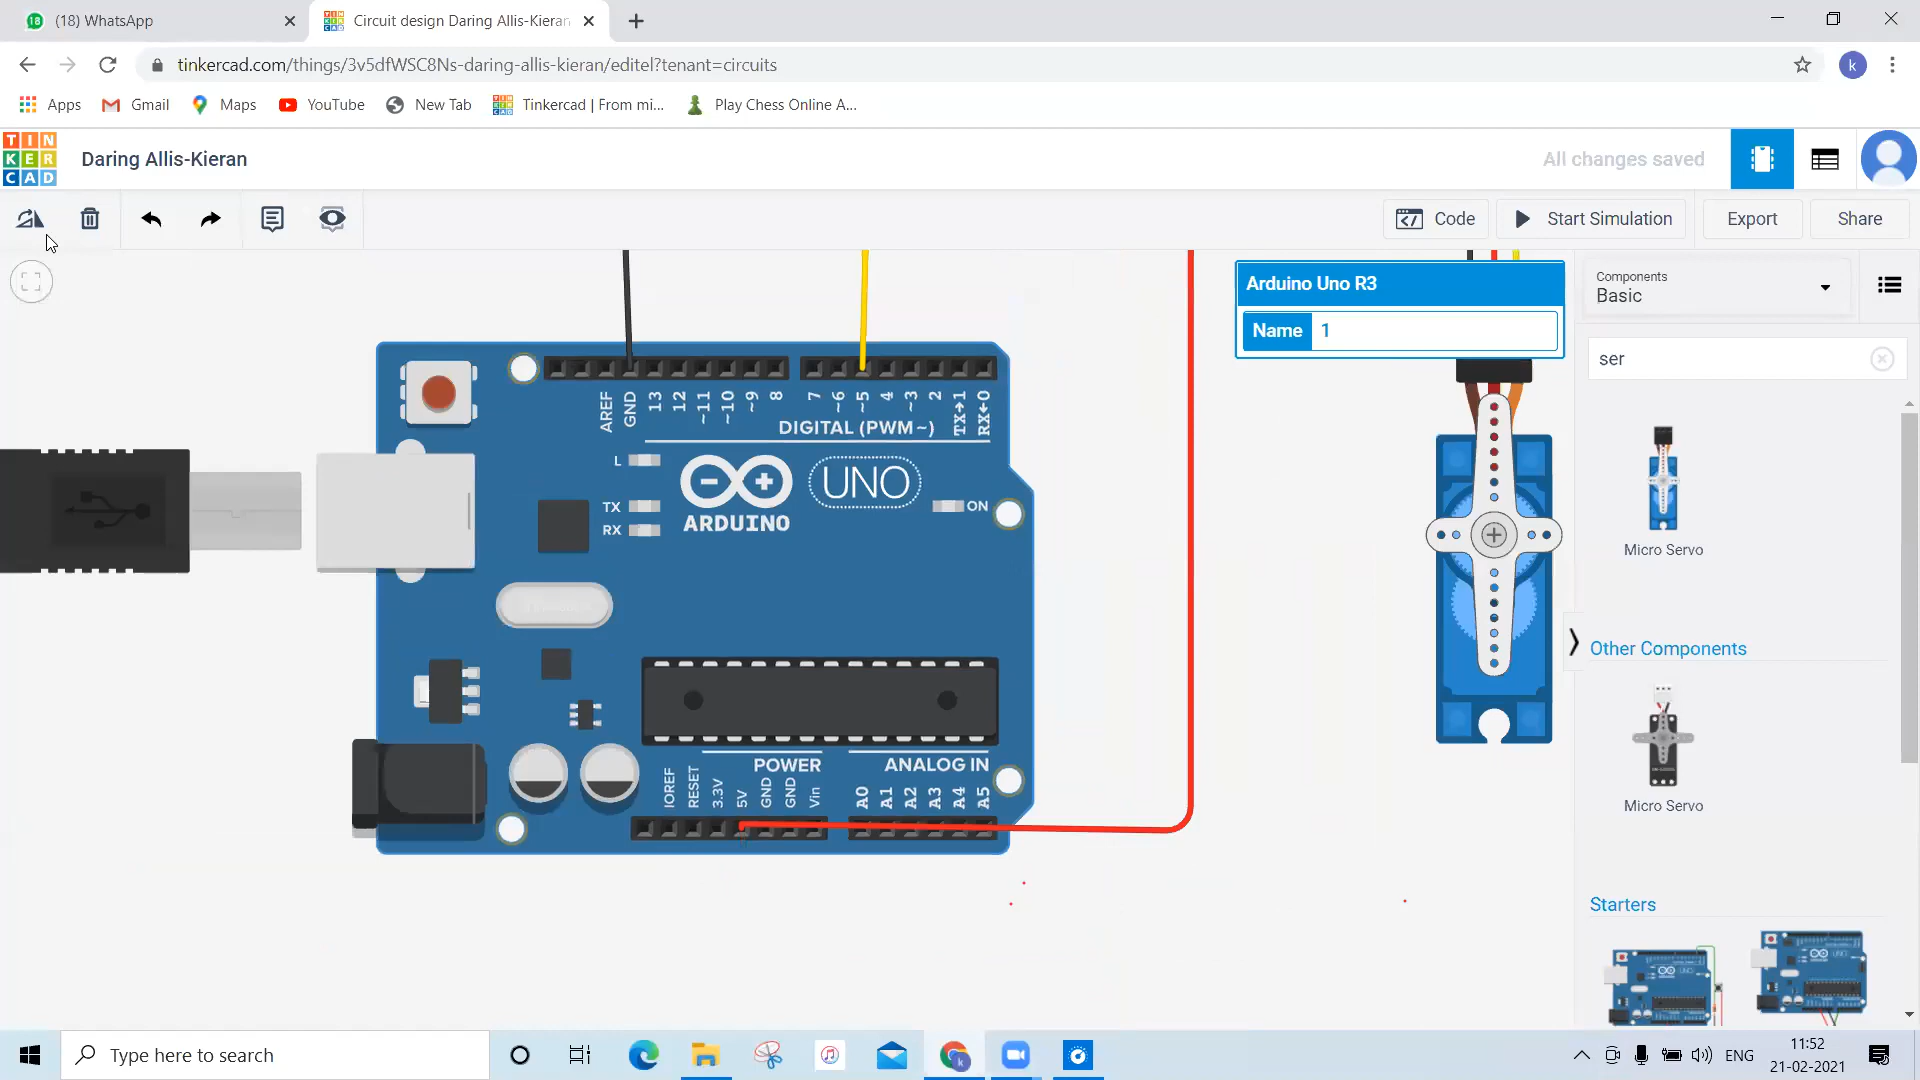 (18) WhatsApp
Circuit design Daring Allis-Kieran
tinkercad.com/things/3v5dfWSC8Ns-daring-allis-kieran/editel?tenant=circuits
k
Apps
Gmail
Maps
YouTube
New Tab
Tinkercad | From mi...
Play Chess Online A...
TIN
KER
CAD
Daring Allis-Kieran
All changes saved
Code
Start Simulation
Export
Share
Arduino Uno R3
Name 1
Components
Basic
ser
AREF
GND
13
12
~11
~10
~9
8
7
~6
~5
4
~3
2
TX→1
RX←0
DIGITAL (PWM~)
L
TX
RX
UNO
ARDUINO
ON
POWER
ANALOG IN
IOREF
RESET
3.3V
5V
GND
GND
Vin
A0
A1
A2
A3
A4
A5
Micro Servo
Other Components
Micro Servo
Starters
Type here to search
ENG
11:52
21-02-2021